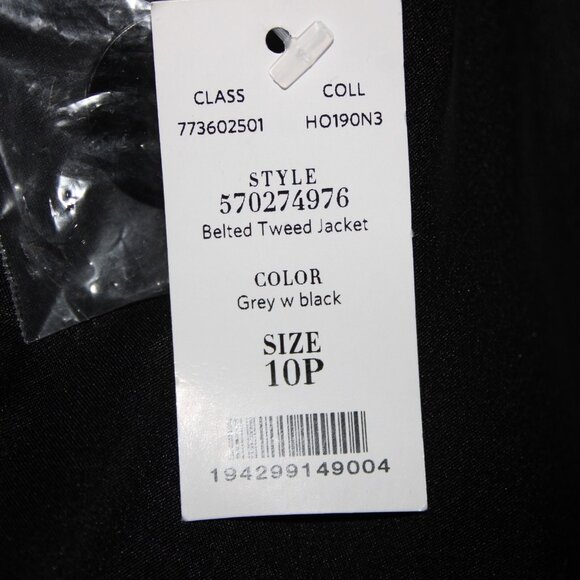 CLASS COLL
773602501 HO190N3
STYLE
570274976
Belted Tweed Jacket
COLOR
Grey w black
SIZE
10P
194299149004